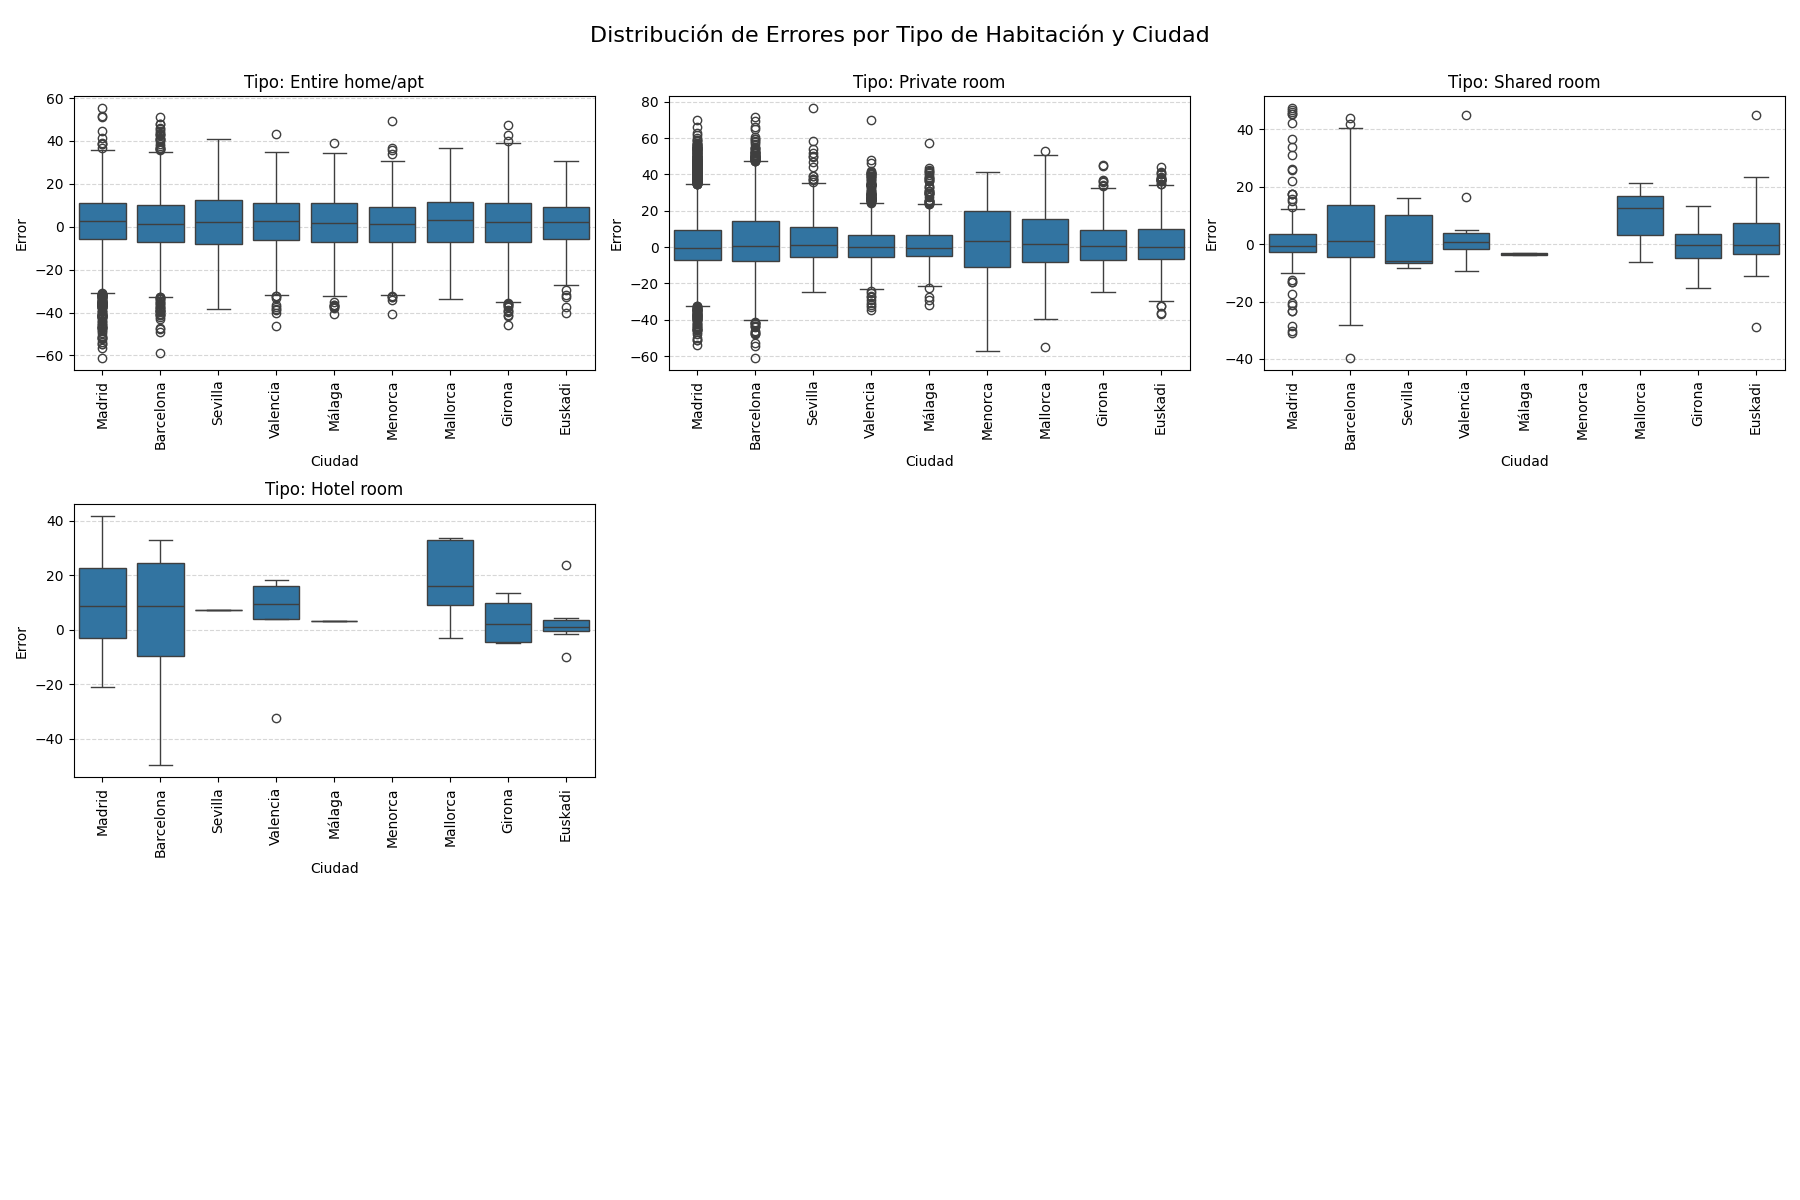 Distribución de Errores por Tipo de Habitación y Ciudad
Tipo: Entire home/apt
60
40
20
0
−20
−40
−60
Error
Madrid
Barcelona
Sevilla
Valencia
Málaga
Menorca
Mallorca
Girona
Euskadi
Ciudad
Tipo: Private room
80
60
40
20
0
−20
−40
−60
Error
Madrid
Barcelona
Sevilla
Valencia
Málaga
Menorca
Mallorca
Girona
Euskadi
Ciudad
Tipo: Shared room
40
20
0
−20
−40
Error
Madrid
Barcelona
Sevilla
Valencia
Málaga
Menorca
Mallorca
Girona
Euskadi
Ciudad
Tipo: Hotel room
40
20
0
−20
−40
Error
Madrid
Barcelona
Sevilla
Valencia
Málaga
Menorca
Mallorca
Girona
Euskadi
Ciudad